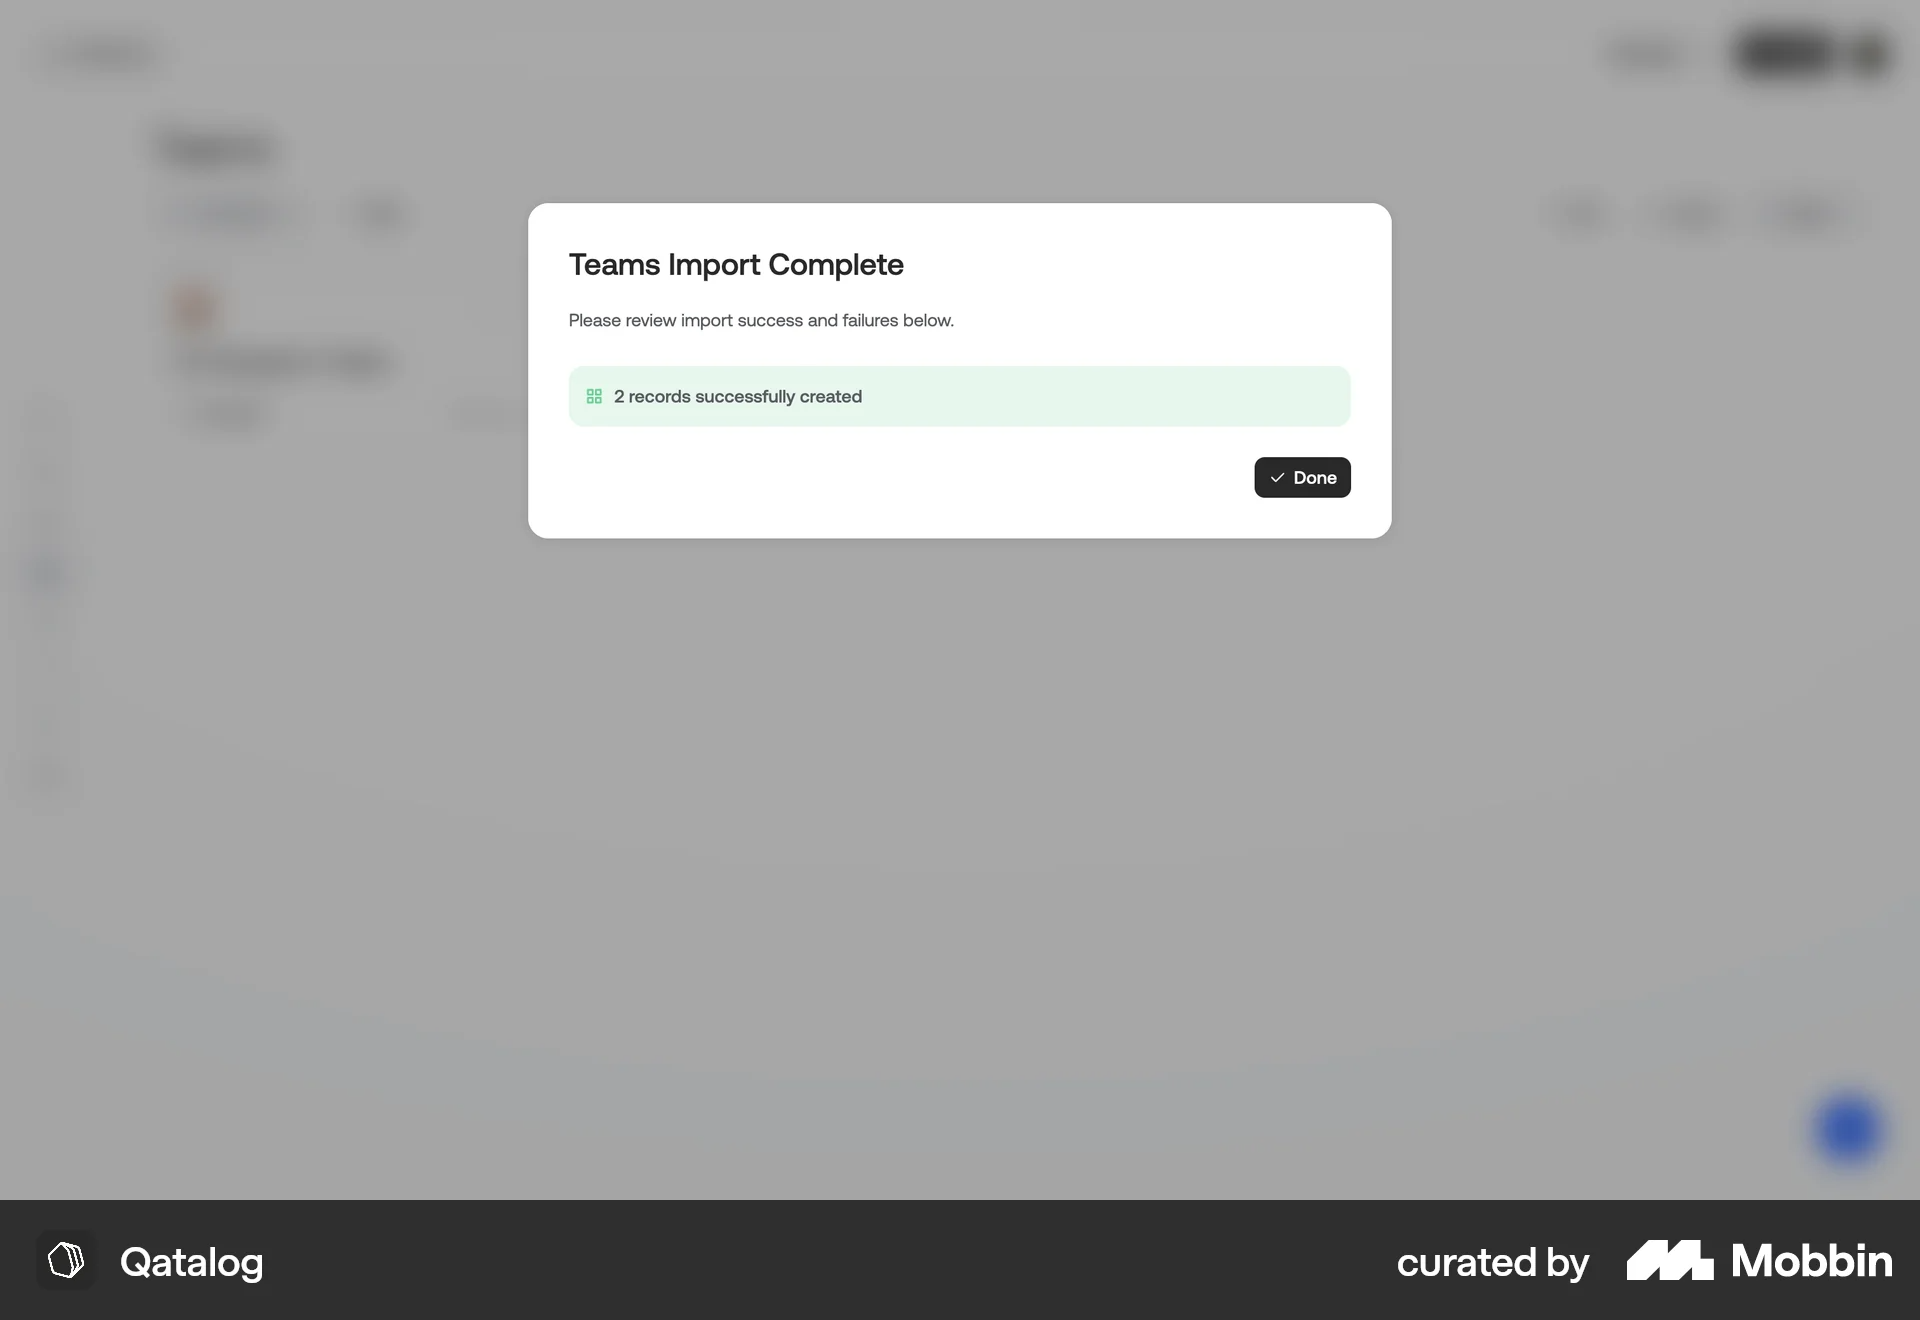 Teams
Teams Import Complete
Please review import success and failures below.
2 records successfully created
Done
Qatalog
curated by Mobbin